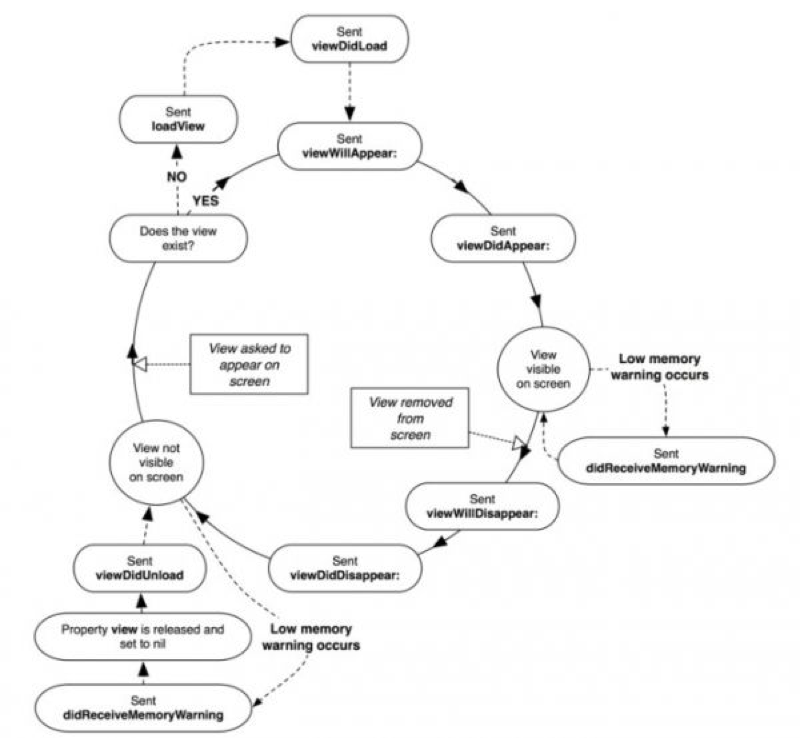 Sent
viewDidLoad
Sent
loadView
Sent
viewWillAppear:
NO
YES
Does the view
exist?
Sent
viewDidAppear:
View asked to
appear on
screen
View
visible
on screen
Low memory
warning occurs
View removed
from
screen
View not
visible
on screen
Sent
didReceiveMemoryWarning
Sent
viewWillDisappear:
Sent
viewDidUnload
Sent
viewDidDisappear:
Property view is released and
set to nil
Low memory
warning occurs
Sent
didReceiveMemoryWarning